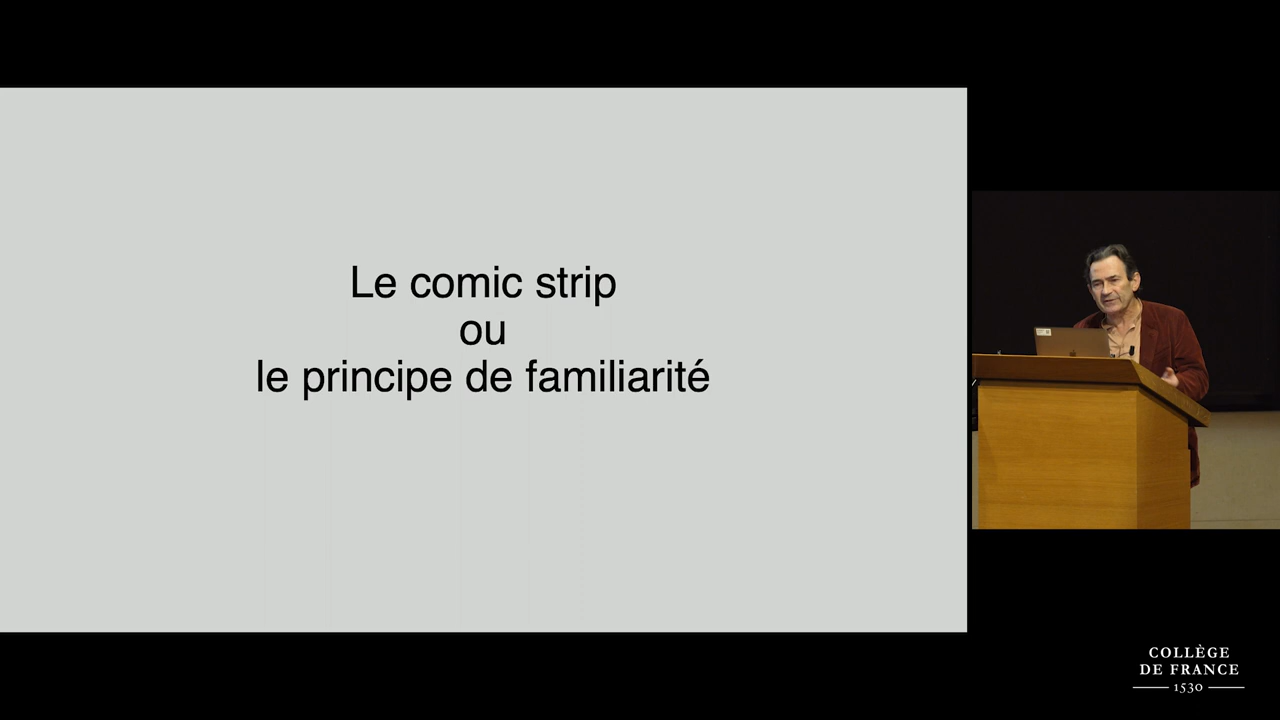 Le comic strip
ou
le principe de familiarité
COLLÈGE
DE FRANCE
1530